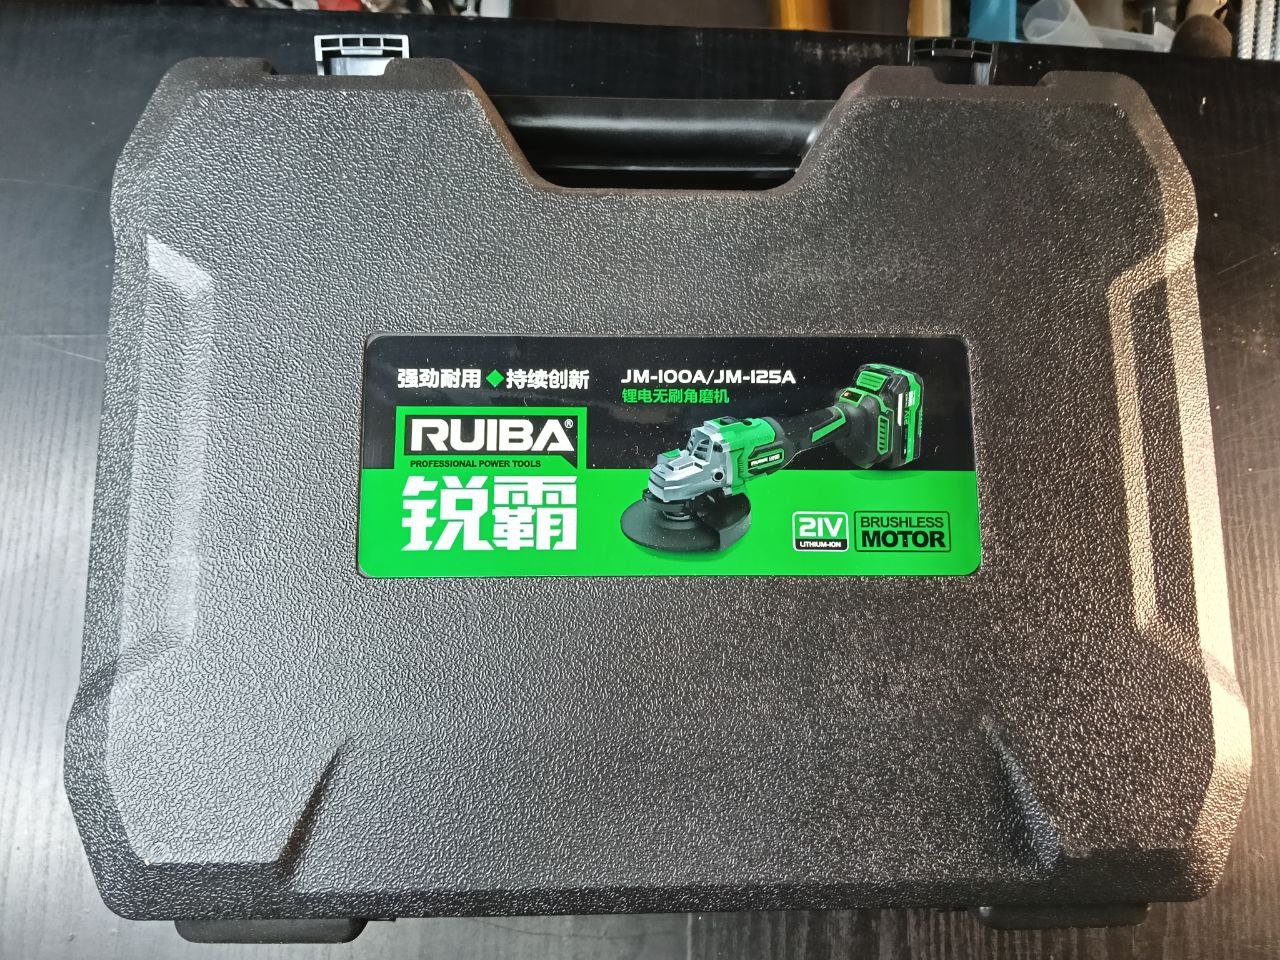 强劲耐用◆持续创新
JM-100A/JM-125A
锂电无刷角磨机
RUIBA®
PROFESSIONAL POWER TOOLS
锐霸
21V
LITHIUM-ION
BRUSHLESS
MOTOR